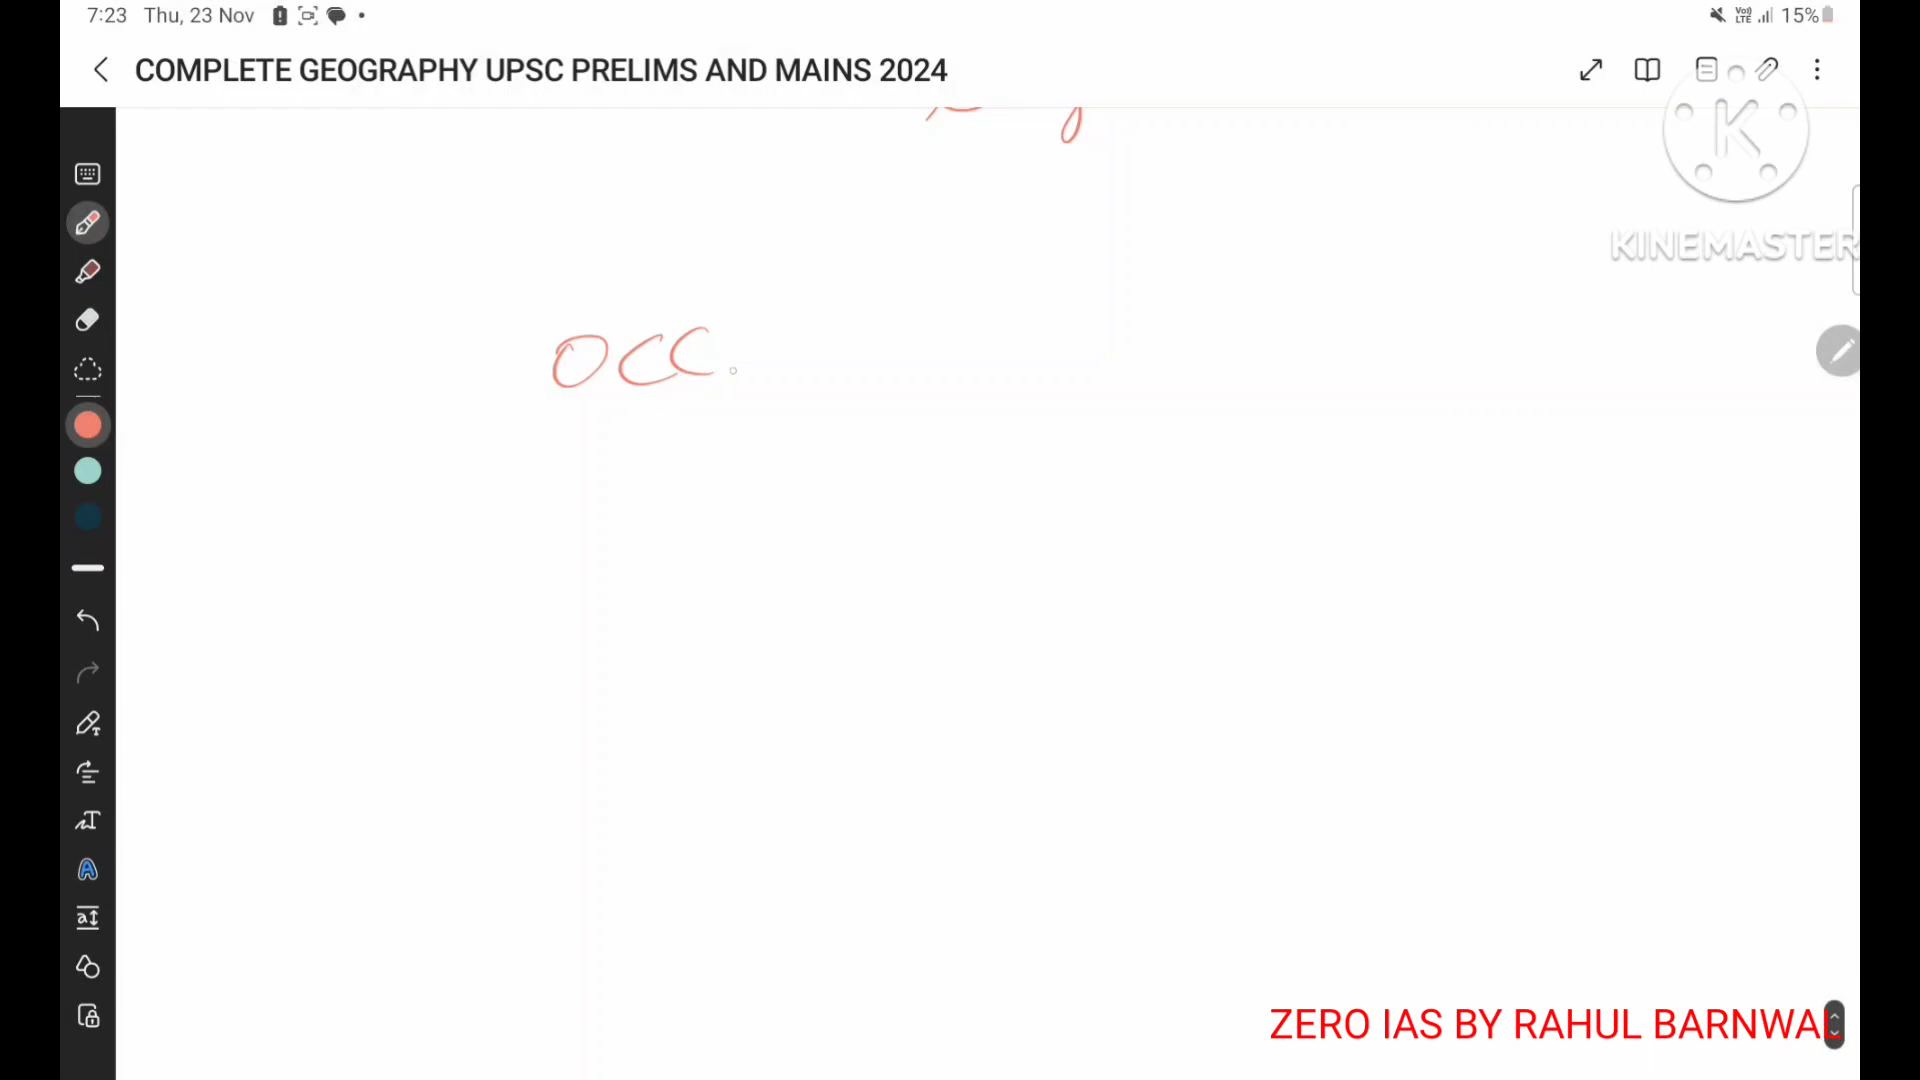 7:23 Thu, 23 Nov 15%
COMPLETE GEOGRAPHY UPSC PRELIMS AND MAINS 2024
K
KINEMASTER
OCC
ZERO IAS BY RAHUL BARNWAL